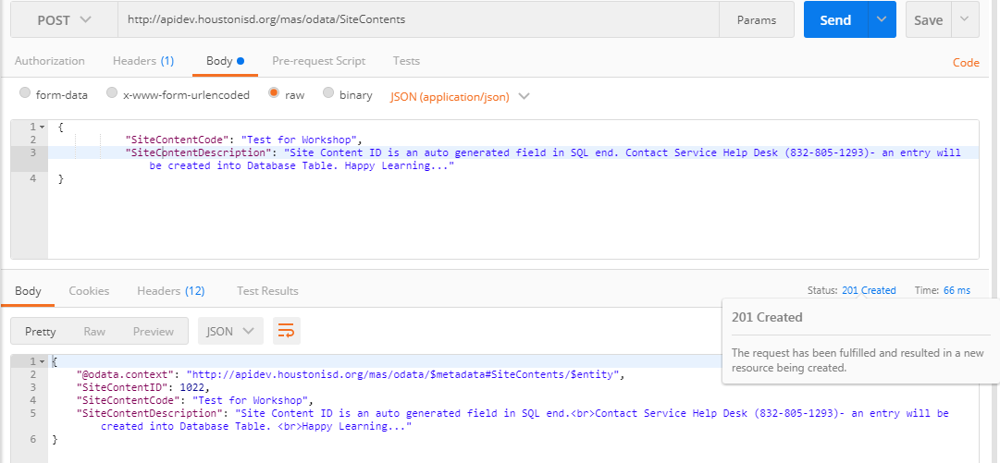 POST http://apidev.houstonisd.org/mas/odata/SiteContents Params Send Save
Authorization Headers (1) Body Pre-request Script Tests Code
form-data x-www-form-urlencoded raw binary JSON (application/json)
1 {
2 "SiteContentCode": "Test for Workshop",
3 "SiteContentDescription": "Site Content ID is an auto generated field in SQL end. Contact Service Help Desk (832-805-1293)- an entry will
be created into Database Table. Happy Learning..."
4 }
Body Cookies Headers (12) Test Results Status: 201 Created Time: 66 ms
201 Created
The request has been fulfilled and resulted in a new
resource being created.
Pretty Raw Preview JSON
1 {
2 "@odata.context": "http://apidev.houstonisd.org/mas/odata/$metadata#SiteContents/$entity",
3 "SiteContentID": 1022,
4 "SiteContentCode": "Test for Workshop",
5 "SiteContentDescription": "Site Content ID is an auto generated field in SQL end.<br>Contact Service Help Desk (832-805-1293)- an entry will be
created into Database Table. <br>Happy Learning..."
6 }